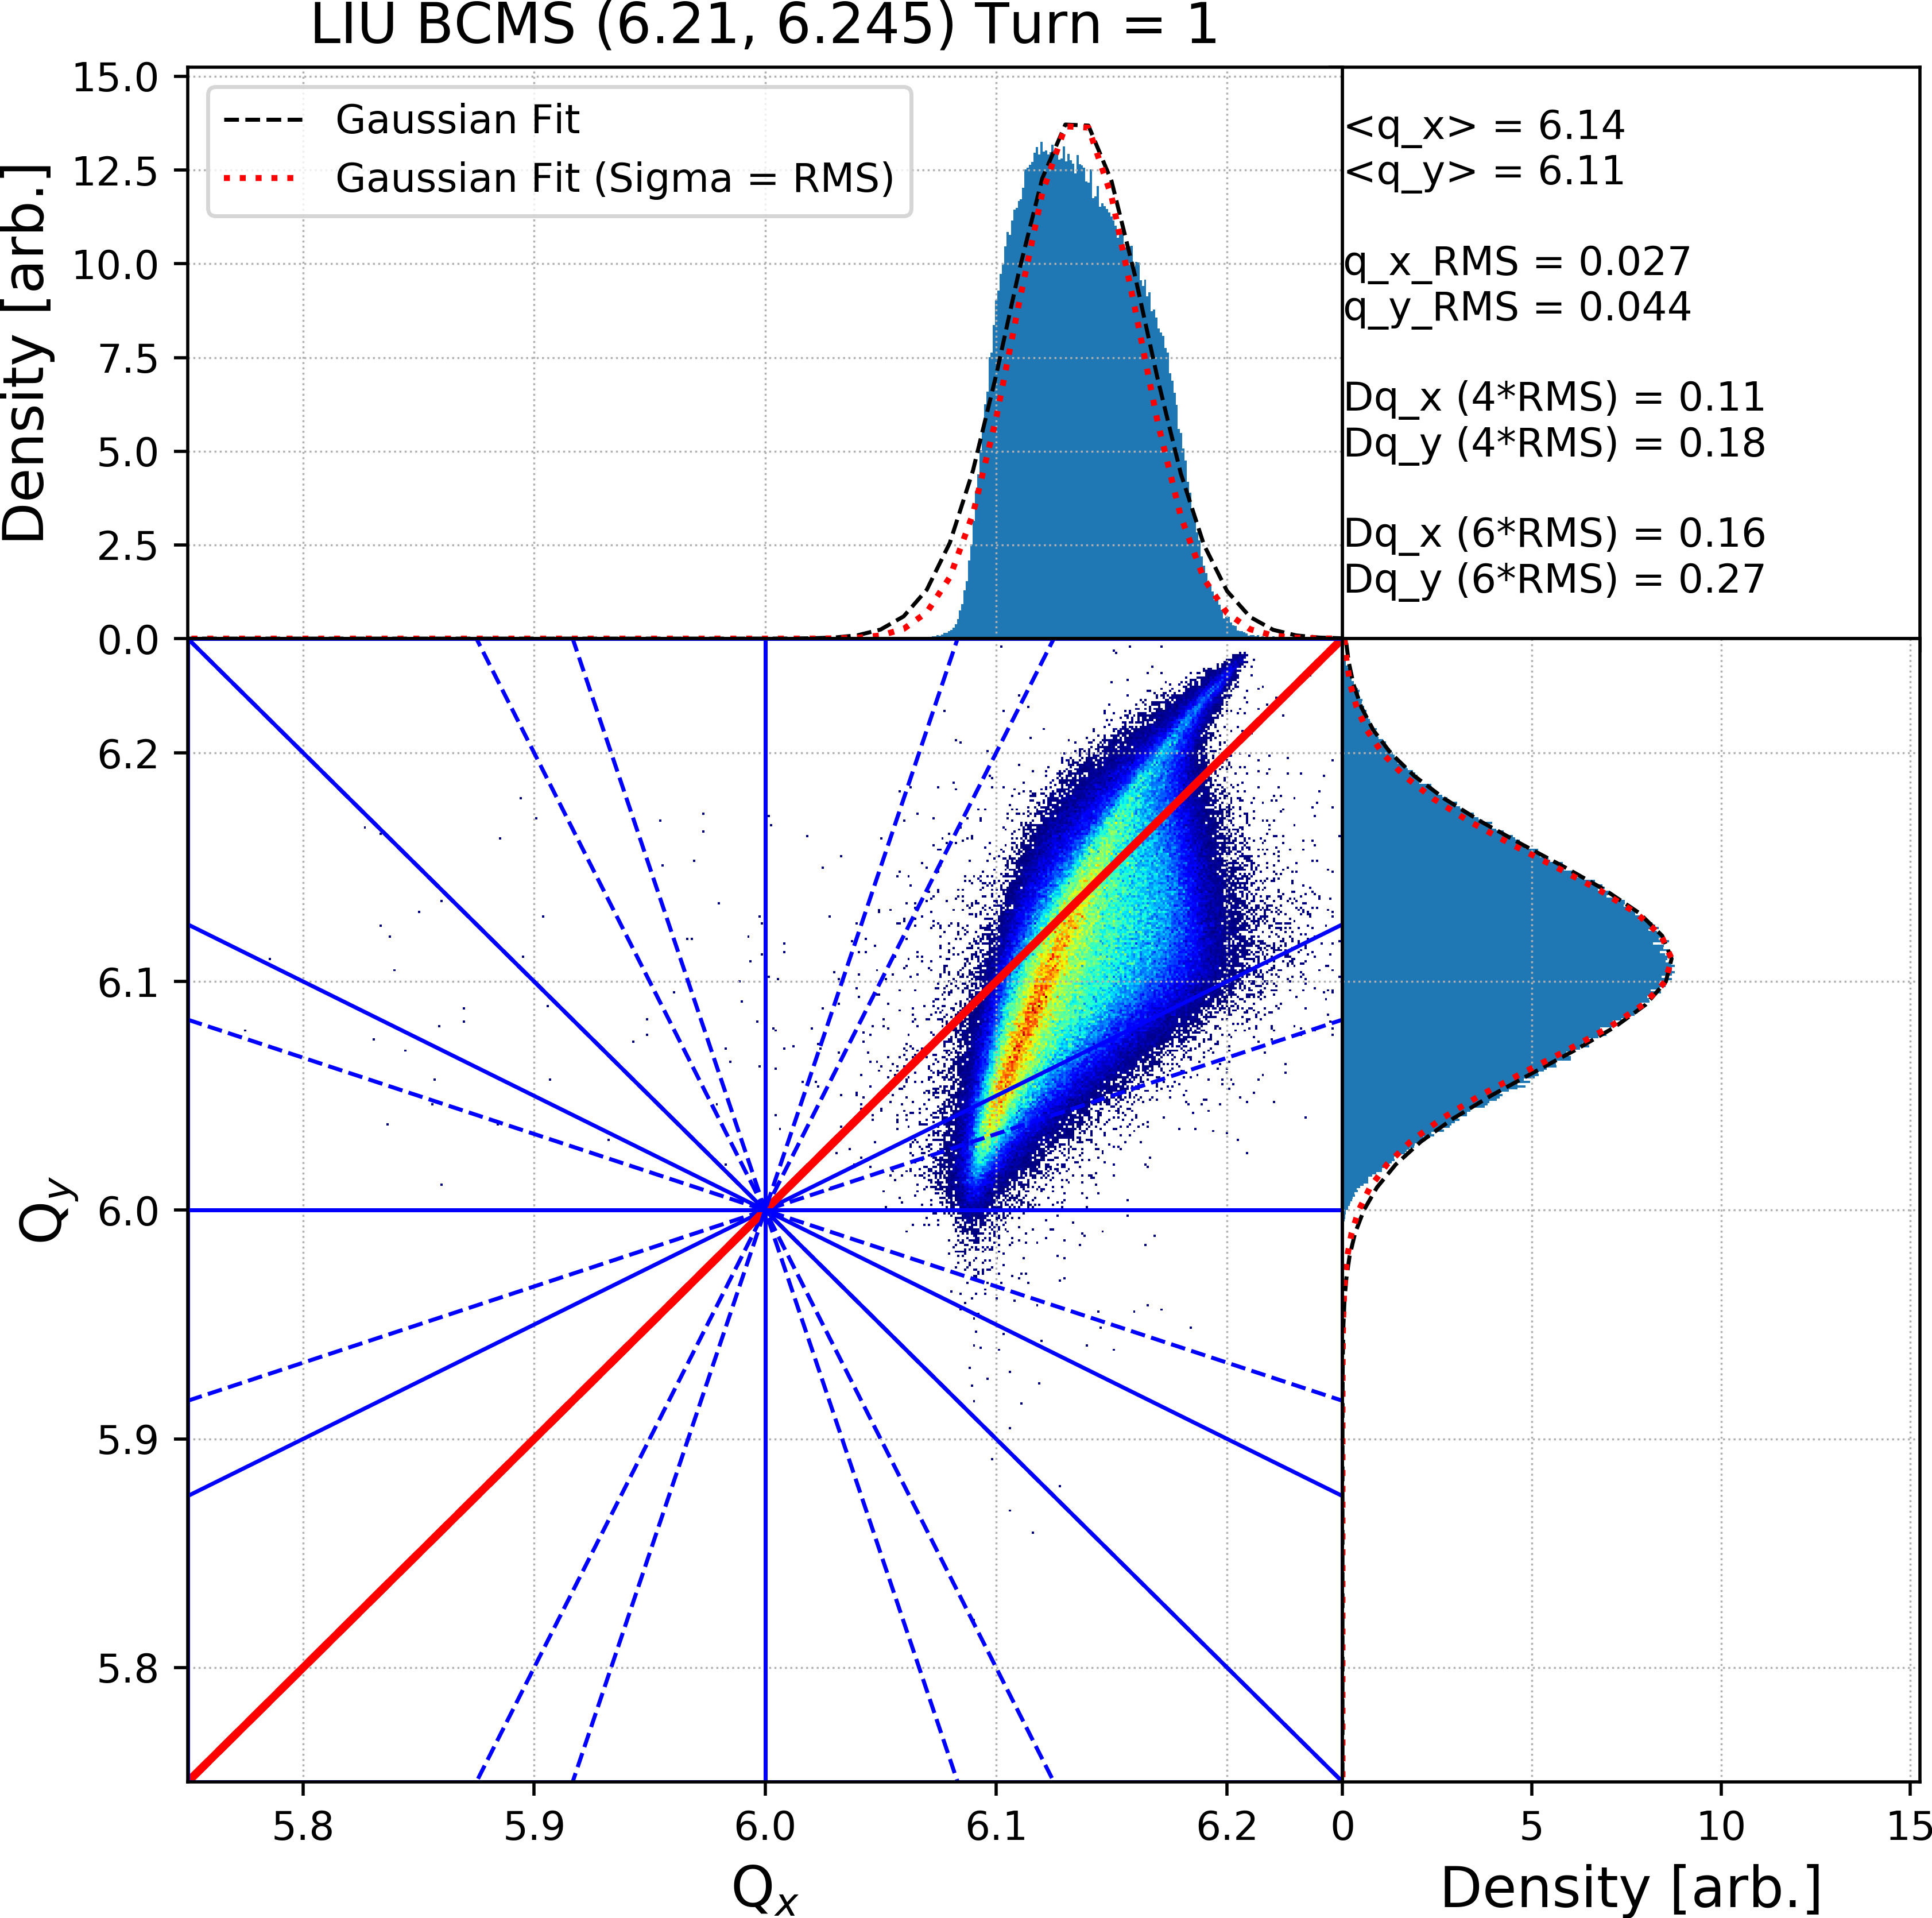 LIU BCMS (6.21, 6.245) Turn = 1
Density [arb.]
15.0
12.5
10.0
7.5
5.0
2.5
0.0
Gaussian Fit
Gaussian Fit (Sigma = RMS)
<q_x> = 6.14
<q_y> = 6.11
q_x_RMS = 0.027
q_y_RMS = 0.044
Dq_x (4*RMS) = 0.11
Dq_y (4*RMS) = 0.18
Dq_x (6*RMS) = 0.16
Dq_y (6*RMS) = 0.27
Qy
6.2
6.1
6.0
5.9
5.8
5.8 5.9 6.0 6.1 6.2
Qx
0 5 10 15
Density [arb.]